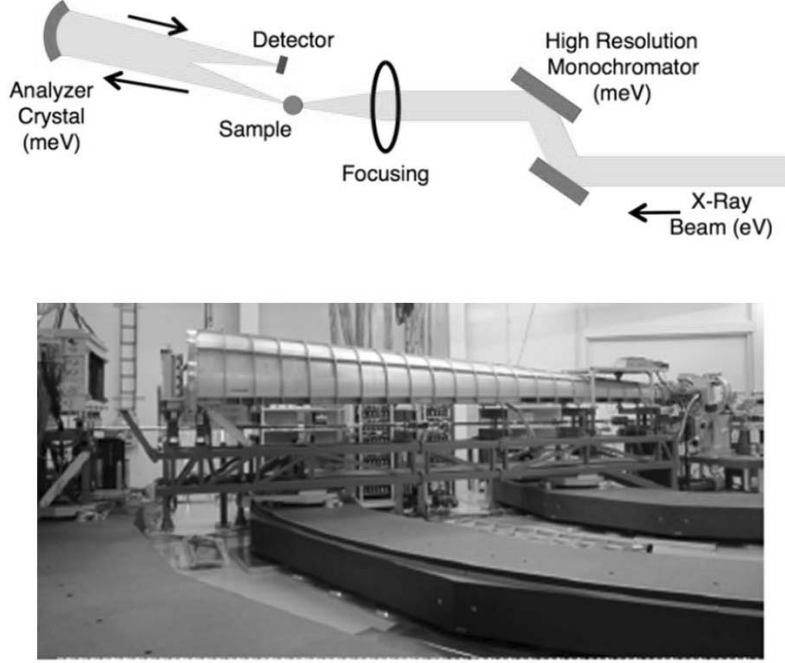 Detector
High Resolution
Monochromator
(meV)
Analyzer
Crystal
(meV)
Sample
Focusing
X-Ray
Beam (eV)